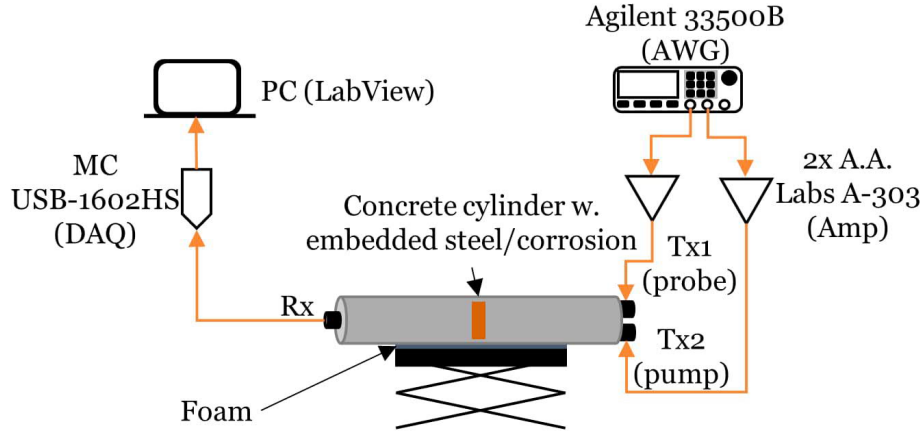 Agilent 33500B
(AWG)
PC (LabView)
MC
USB-1602HS
(DAQ)
2x A.A.
Labs A-303
(Amp)
Concrete cylinder w.
embedded steel/corrosion
Tx1
(probe)
Rx
Tx2
(pump)
Foam